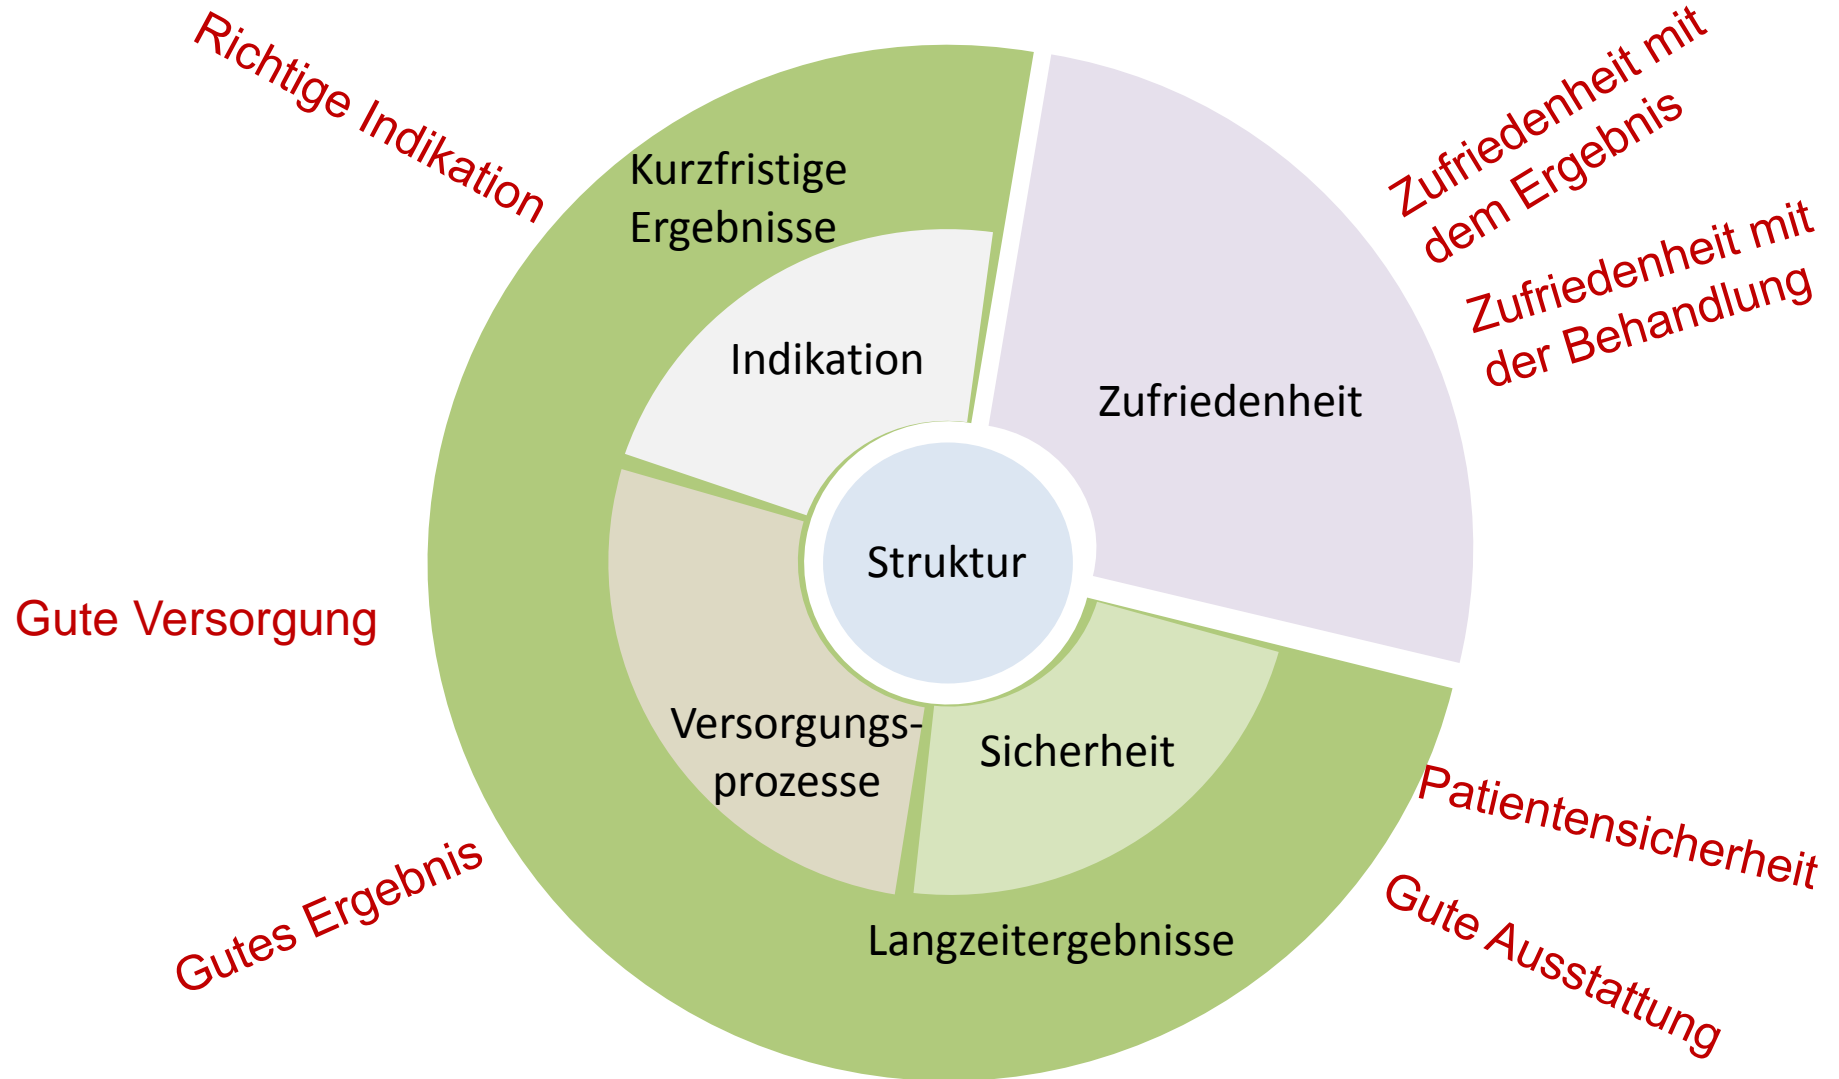 Richtige Indikation
Zufriedenheit mit
dem Ergebnis
Zufriedenheit mit
der Behandlung
Kurzfristige
Ergebnisse
Indikation
Zufriedenheit
Struktur
Gute Versorgung
Versorgungs-
prozesse
Sicherheit
Patientensicherheit
Gutes Ergebnis
Langzeitergebnisse
Gute Ausstattung